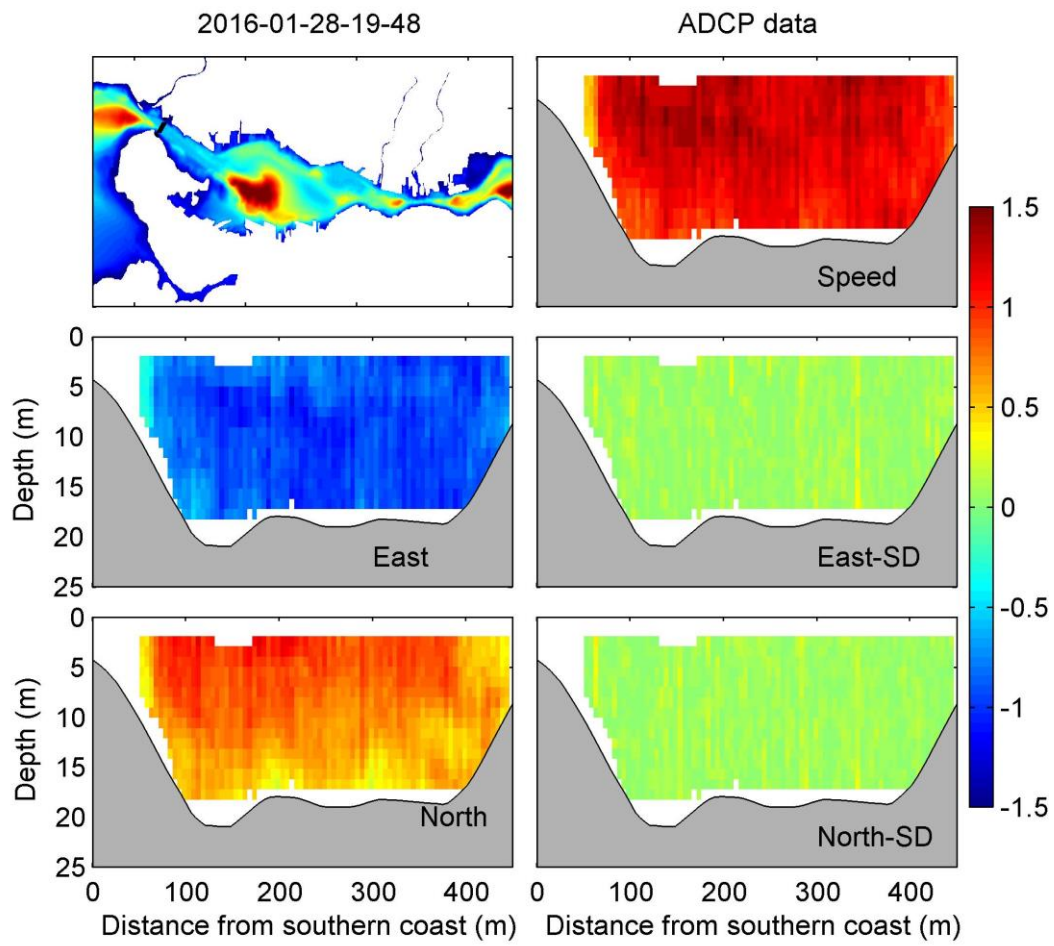 2016-01-28-19-48
ADCP data
Speed
1.5
1
0.5
0
-0.5
-1
-1.5
0
5
10
15
20
25
Depth (m)
East
East-SD
0
5
10
15
20
25
Depth (m)
North
North-SD
0 100 200 300 400
0 100 200 300 400
Distance from southern coast (m)
Distance from southern coast (m)